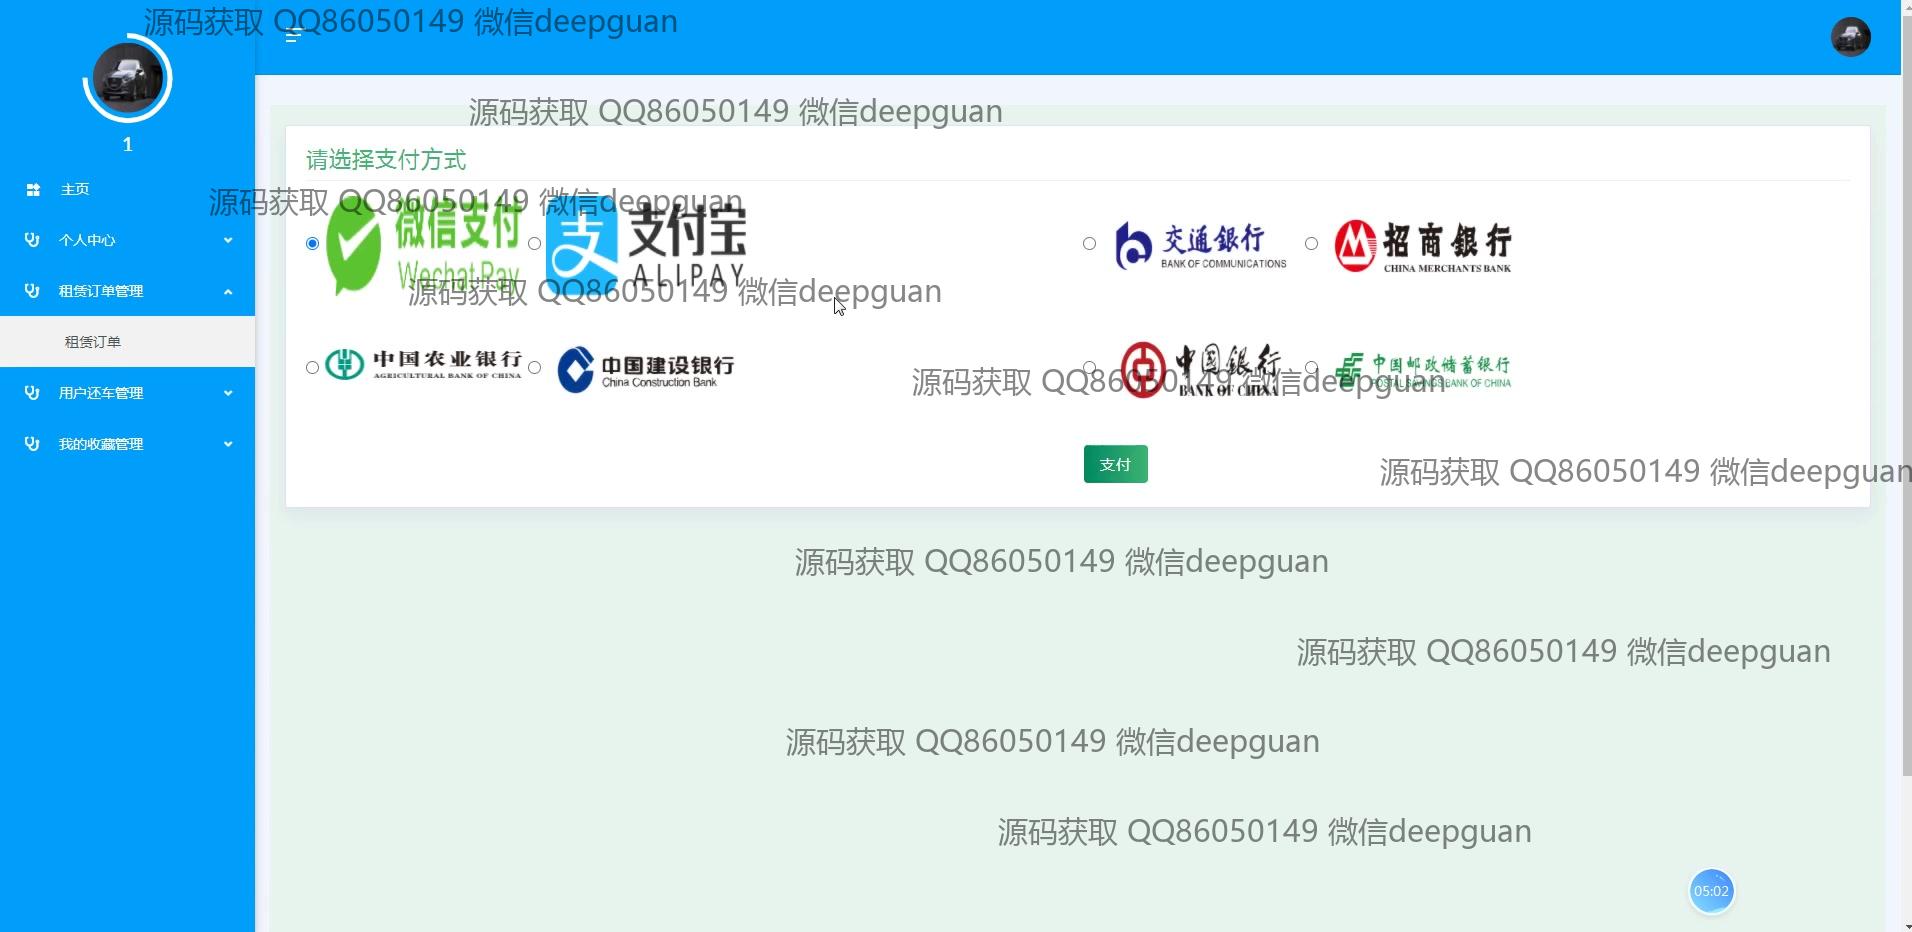 源码获取 QQ86050149 微信deepguan
1
源码获取 QQ86050149 微信deepguan
请选择支付方式
主页
源码获取 QQ86050149 微信deepguan
微信支付
Wechat Pay
支
支付宝
ALIPAY
交通银行
BANK OF COMMUNICATIONS
招商银行
CHINA MERCHANTS BANK
个人中心
租赁订单管理
源码获取 QQ86050149 微信deepguan
租赁订单
中国农业银行
AGRICULTURAL BANK OF CHINA
中国建设银行
China Construction Bank
中国银行
BANK OF CHINA
中国邮政储蓄银行
POSTAL SAVINGS BANK OF CHINA
源码获取 QQ86050149 微信deepguan
用户还车管理
我的收藏管理
支付
源码获取 QQ86050149 微信deepguan
源码获取 QQ86050149 微信deepguan
源码获取 QQ86050149 微信deepguan
源码获取 QQ86050149 微信deepguan
源码获取 QQ86050149 微信deepguan
05:02